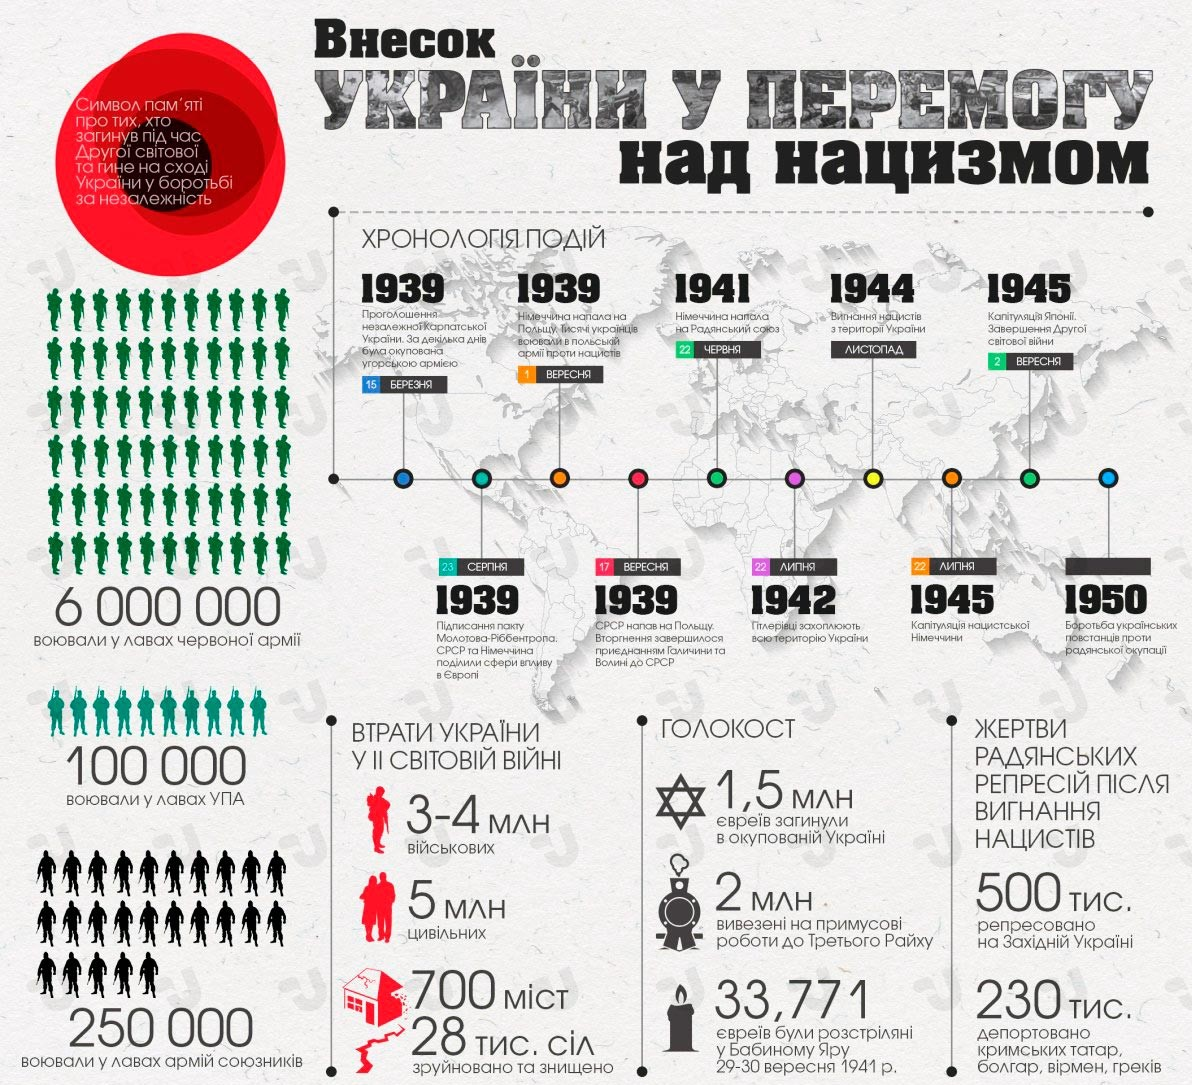 Внесок
УКРАЇНИ У ПЕРЕМОГУ
над нацизмом
Символ пам´яті
про тих, хто
загинув під час
Другої світової
та гине на сході
України у боротьбі
за незалежність
ХРОНОЛОГІЯ ПОДІЙ
1939
Проголошення
незалежної Карпатської
України. За декілька днів
була окупована
угорською армією
15 БЕРЕЗНЯ
1939
Німеччина напала на
Польщу. Тисячі українців
воювали в польській
армії проти нацистів
1 ВЕРЕСНЯ
1941
Німеччина напала
на Радянський союз
22 ЧЕРВНЯ
1944
Вигнання нацистів
з території України
ЛИСТОПАД
1945
Капітуляція Японії.
Завершення Другої
світової війни
2 ВЕРЕСНЯ
23 СЕРПНЯ
1939
Підписання пакту
Молотова-Ріббентропа.
СРСР та Німеччина
поділили сфери впливу
в Європі
17 ВЕРЕСНЯ
1939
СРСР напав на Польщу.
Вторгнення завершилося
приєднанням Галичини та
Волині до СРСР
22 ЛИПНЯ
1942
Гітлерівці захоплюють
всю територію України
22 ЛИПНЯ
1945
Капітуляція нацистської
Німеччини
1950
Боротьба українських
повстанців проти
радянської окупації
6 000 000
воювали у лавах червоної армії
100 000
воювали у лавах УПА
250 000
воювали у лавах армій союзників
ВТРАТИ УКРАЇНИ
У ІІ СВІТОВІЙ ВІЙНІ
3-4 млн
військових
5 млн
цивільних
700 міст
28 тис. сіл
зруйновано та знищено
ГОЛОКОСТ
1,5 млн
євреїв загинули
в окупованій Україні
2 млн
вивезені на примусові
роботи до Третього Райху
33,771
євреїв були розстріляні
у Бабиному Яру
29-30 вересня 1941 р.
ЖЕРТВИ
РАДЯНСЬКИХ
РЕПРЕСІЙ ПІСЛЯ
ВИГНАННЯ
НАЦИСТІВ
500 тис.
репресовано
на Західній Україні
230 тис.
депортовано
кримських татар,
болгар, вірмен, греків